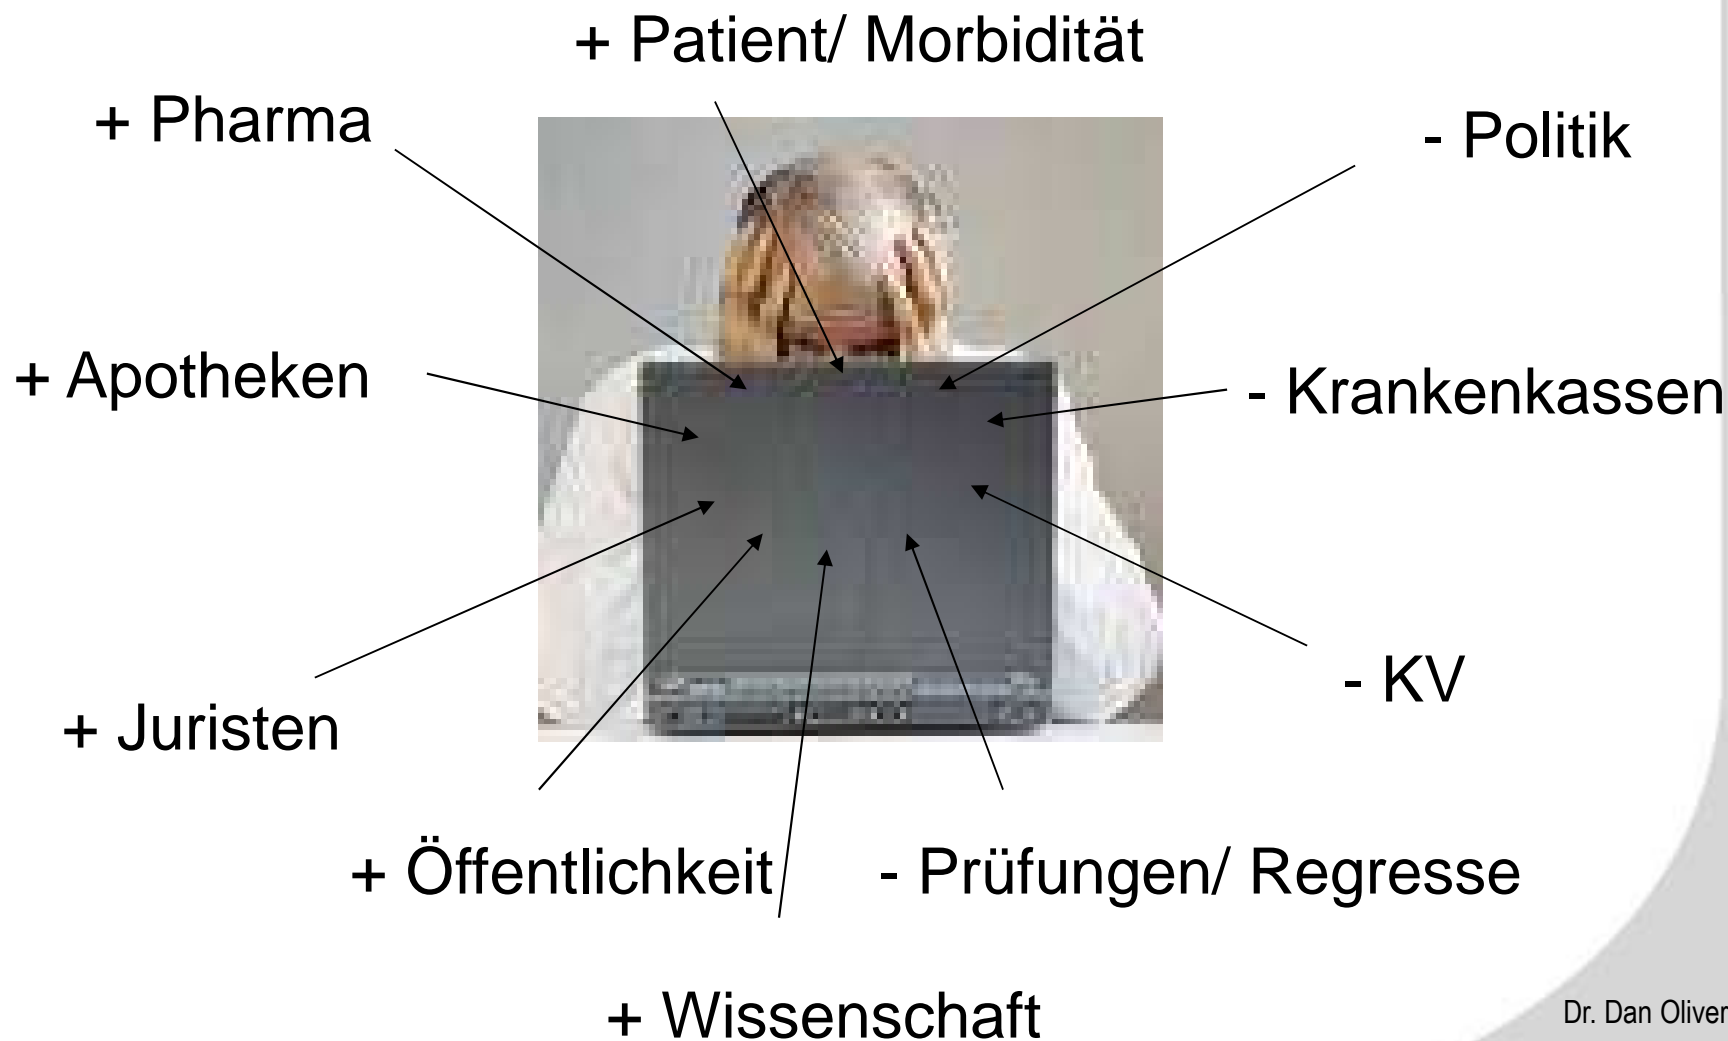 + Patient/ Morbidität
+ Pharma
- Politik
+ Apotheken
- Krankenkassen
- KV
+ Juristen
+ Öffentlichkeit
- Prüfungen/ Regresse
+ Wissenschaft
Dr. Dan Oliver